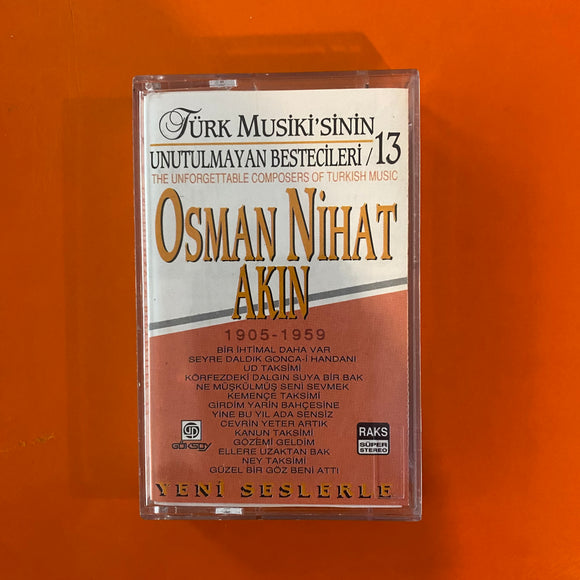 TÜRK MUSİKİ'SİNİN
UNUTULMAYAN BESTECİLERİ / 13
THE UNFORGETTABLE COMPOSERS OF TURKISH MUSIC
OSMAN NİHAT
AKIN
1905-1959
BİR İHTİMAL DAHA VAR
SEYRE DALDIK GONCA-İ HANDANI
UD TAKSİMİ
KÖRFEZDEKİ DALGIN SUYA BİR BAK
NE MÜŞKÜLMÜŞ SENİ SEVMEK
KEMENÇE TAKSİMİ
GİRDİM YARİN BAHÇESİNE
YİNE BU YIL ADA SENSİZ
CEVRİN YETER ARTIK
KANUN TAKSİMİ
GÖZEMİ GELDİM
ELLERE UZAKTAN BAK
NEY TAKSİMİ
GÜZEL BİR GÖZ BENİ ATTI
RAKS
SÜPER
STEREO
YENİ SESLERLE